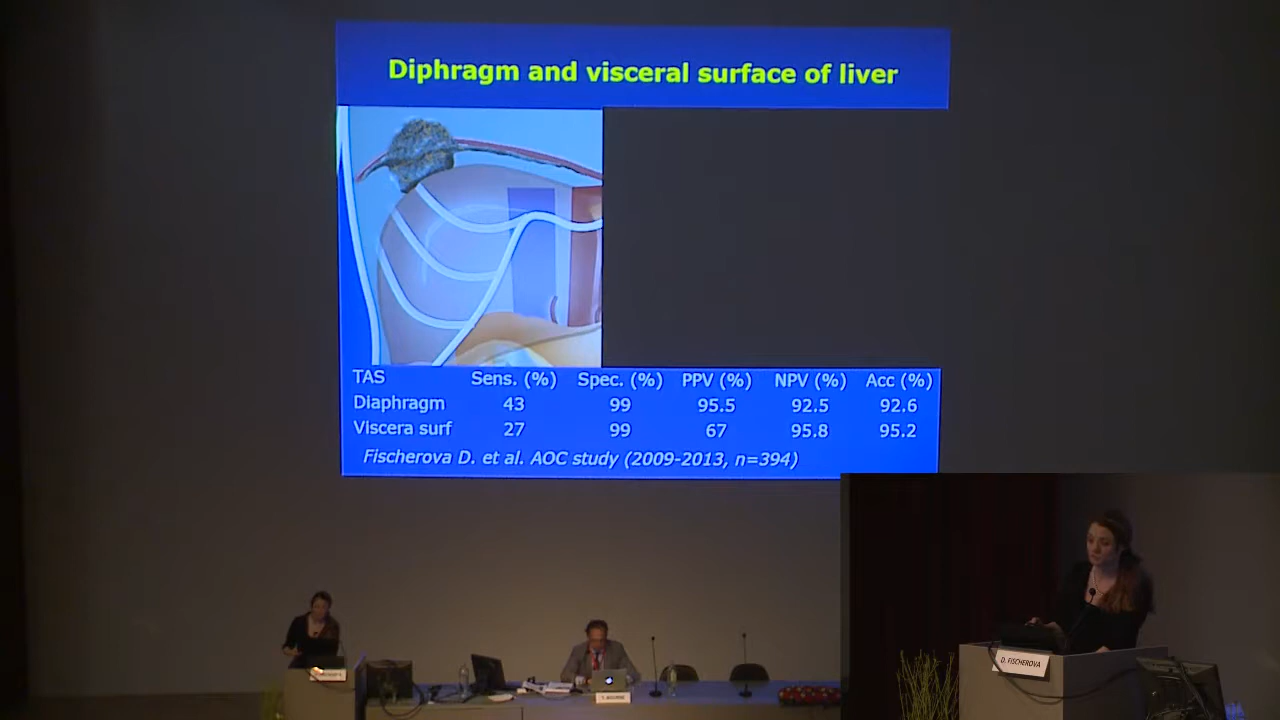 Diphragm and visceral surface of liver
TAS Sens. (%) Spec. (%) PPV (%) NPV (%) Acc (%)
Diaphragm 43 99 95.5 92.5 92.6
Viscera surf 27 99 67 95.8 95.2
Fischerova D. et al. AOC study (2009-2013, n=394)
D. FISCHEROVA